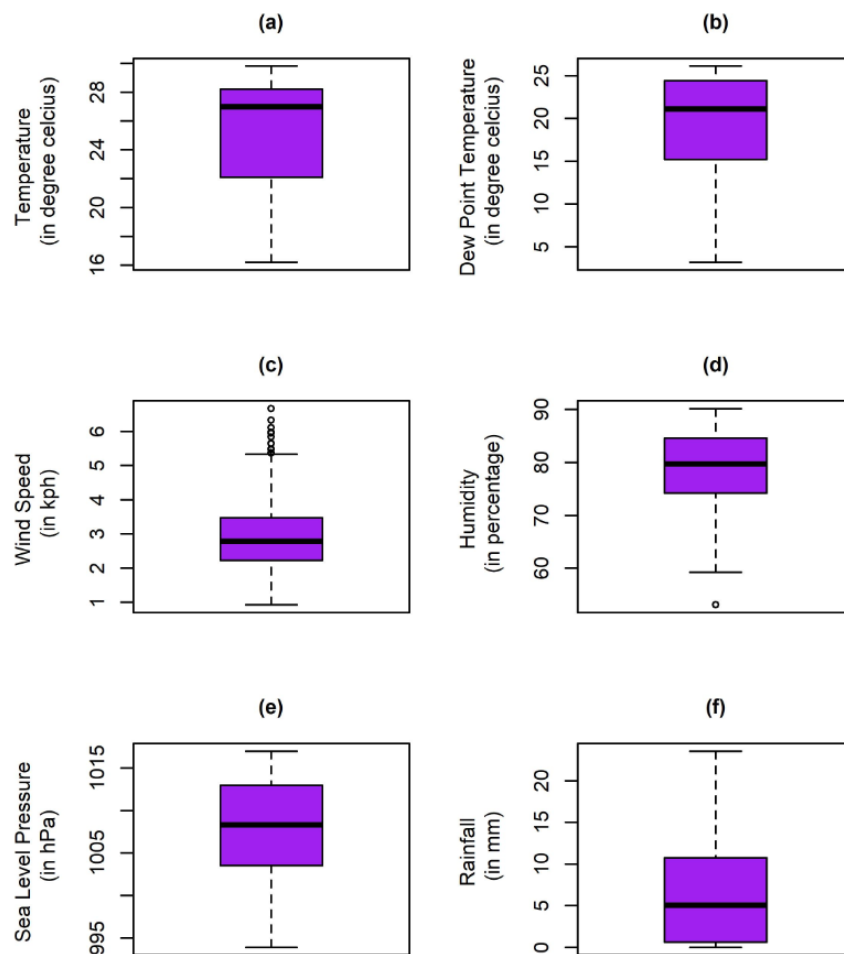 (a)
Temperature
(in degree celcius)
28
24
20
16
(b)
Dew Point Temperature
(in degree celcius)
25
20
15
10
5
(c)
Wind Speed
(in kph)
6
5
4
3
2
1
(d)
Humidity
(in percentage)
90
80
70
60
(e)
Sea Level Pressure
(in hPa)
1015
1005
995
(f)
Rainfall
(in mm)
20
15
10
5
0